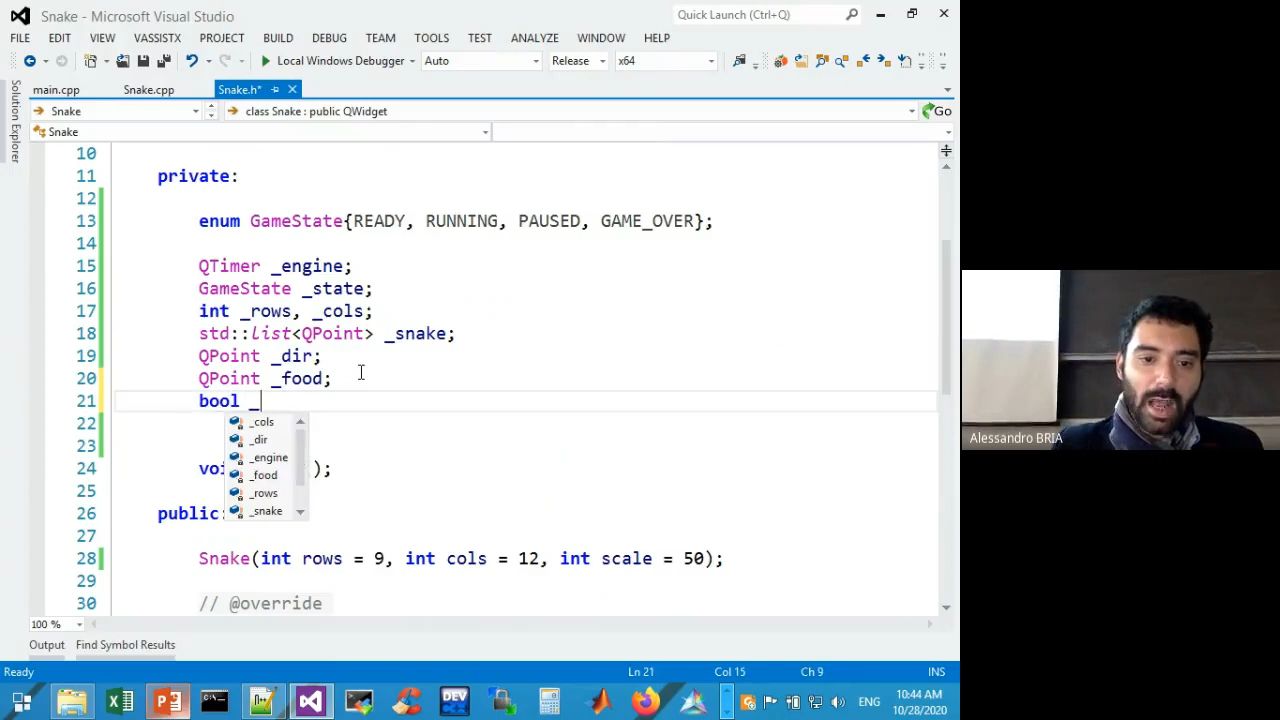 Snake - Microsoft Visual Studio
Quick Launch (Ctrl+Q)
FILE EDIT VIEW VASSISTX PROJECT BUILD DEBUG TEAM TOOLS TEST ANALYZE WINDOW HELP
Local Windows Debugger Auto Release x64
main.cpp Snake.cpp Snake.h*
Solution Explorer
Snake class Snake : public QWidget Go
Snake
10
11 private:
12
13 enum GameState{READY, RUNNING, PAUSED, GAME_OVER};
14
15 QTimer _engine;
16 GameState _state;
17 int _rows, _cols;
18 std::list<QPoint> _snake;
19 QPoint _dir;
20 QPoint _food;
21 bool _
22 _cols
_dir
23 _engine
24 voi );
_food
25 _rows
26 public: _snake
27
28 Snake(int rows = 9, int cols = 12, int scale = 50);
29
30 // @override
100 %
Output Find Symbol Results
Ready Ln 21 Col 15 Ch 9 INS
ENG 10:44 AM
10/28/2020
DEV
Alessandro BRIA